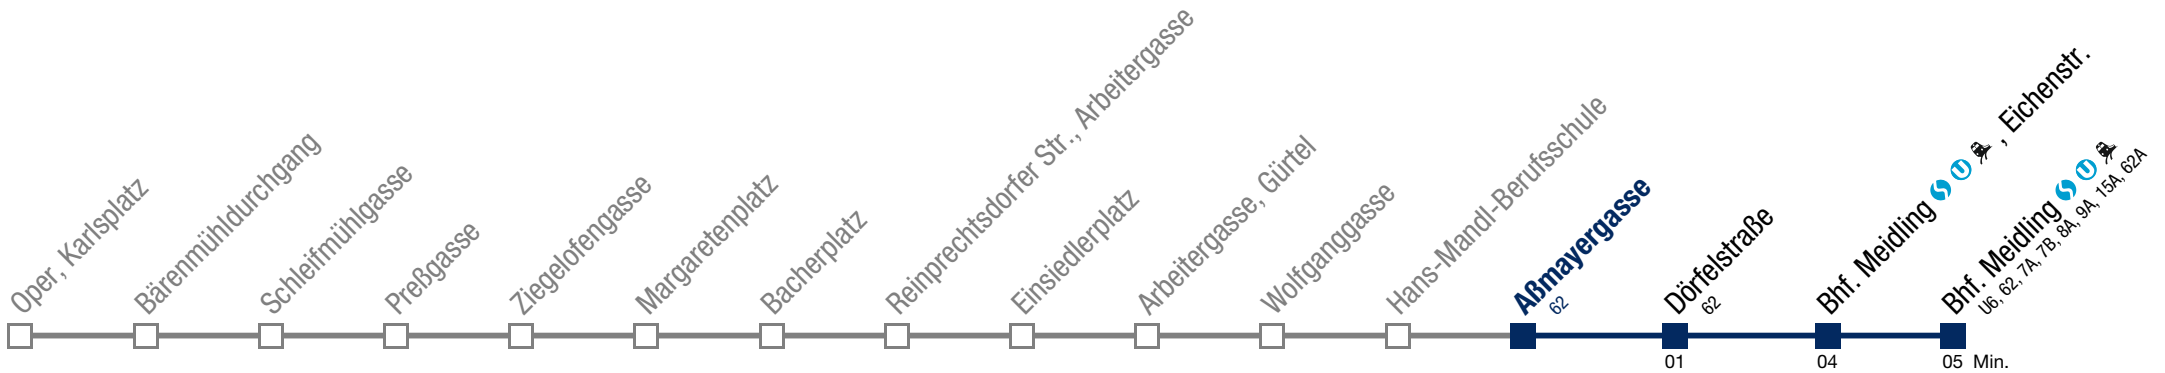 Oper, Karlsplatz
Bärenmühldurchgang
Schleifmühlgasse
Preßgasse
Ziegelofengasse
Margaretenplatz
Bacherplatz
Reinprechtsdorfer Str., Arbeitergasse
Einsiedlerplatz
Arbeitergasse, Gürtel
Wolfganggasse
Hans-Mandl-Berufsschule
Aßmayergasse
62
Dörfelstraße
62
Bhf. Meidling S U , Eichenstr.
Bhf. Meidling S U
U6, 62, 7A, 7B, 8A, 9A, 15A, 62A
01
04
05 Min.